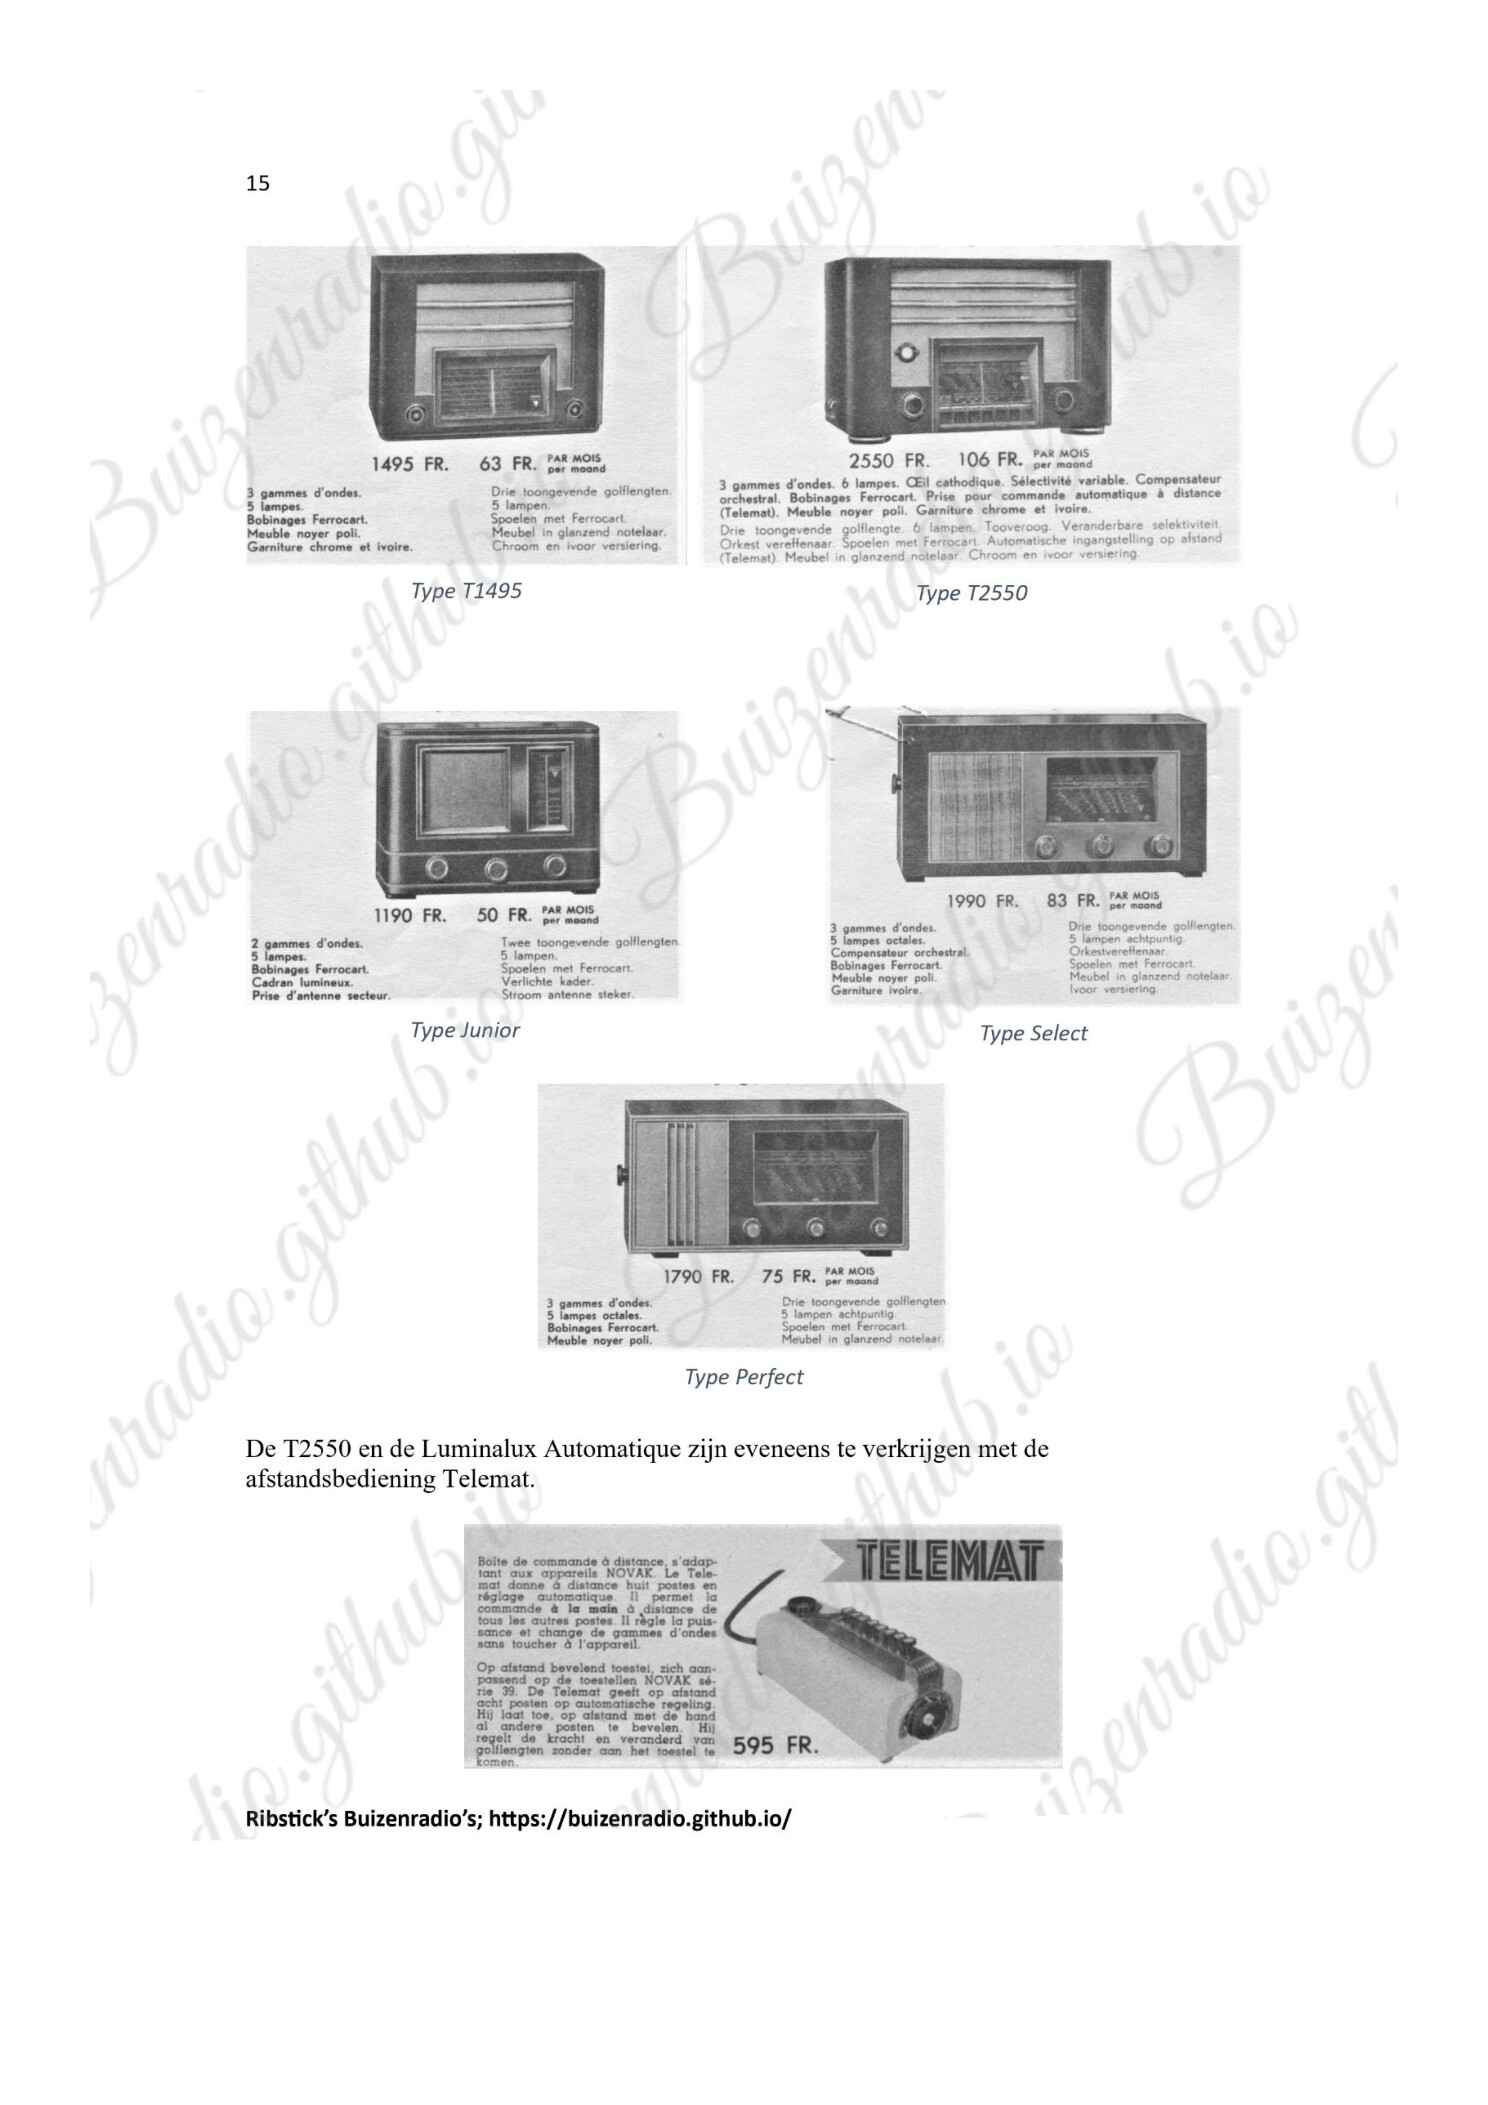 15
1495 FR. 63 FR. PAR MOIS
per maand
3 gammes d'ondes.
5 lampes.
Bobinages Ferrocart.
Meuble noyer poli.
Garniture chrome et ivoire.
Drie toongevende golflengten.
5 lampen.
Spoelen met Ferrocart.
Meubel in glanzend notelaar.
Chroom en ivoor versiering.
Type T1495
2550 FR. 106 FR. PAR MOIS
per maand
3 gammes d'ondes. 6 lampes. Œil cathodique. Sélectivité variable. Compensateur
orchestral. Bobinages Ferrocart. Prise pour commande automatique à distance
(Telemat). Meuble noyer poli. Garniture chrome et ivoire.
Drie toongevende golflengte. 6 lampen. Tooveroog. Veranderbare selektiviteit.
Orkest vereffenaar. Spoelen met Ferrocart. Automatische ingangstelling op afstand
(Telemat). Meubel in glanzend notelaar. Chroom en ivoor versiering.
Type T2550
1190 FR. 50 FR. PAR MOIS
per maand
2 gammes d'ondes.
5 lampes.
Bobinages Ferrocart.
Cadran lumineux.
Prise d'antenne secteur.
Twee toongevende golflengten.
5 lampen.
Spoelen met Ferrocart.
Verlichte kader.
Stroom antenne steker.
Type Junior
1990 FR. 83 FR. PAR MOIS
per maand
3 gammes d'ondes.
5 lampes octales.
Compensateur orchestral.
Bobinages Ferrocart.
Meuble noyer poli.
Garniture ivoire.
Drie toongevende golflengten.
5 lampen achtpuntig.
Orkestvereffenaar.
Spoelen met Ferrocart.
Meubel in glanzend notelaar.
Ivoor versiering.
Type Select
1790 FR. 75 FR. PAR MOIS
per maand
3 gammes d'ondes.
5 lampes octales.
Bobinages Ferrocart.
Meuble noyer poli.
Drie toongevende golflengten
5 lampen achtpuntig.
Spoelen met Ferrocart.
Meubel in glanzend notelaar.
Type Perfect
De T2550 en de Luminalux Automatique zijn eveneens te verkrijgen met de
afstandsbediening Telemat.
TELEMAT
Boîte de commande à distance, s'adap-
tant aux appareils NOVAK. Le Tele-
mat donne à distance huit postes en
réglage automatique. Il permet la
commande à la main à distance de
tous les autres postes. Il règle la puis-
sance et change de gammes d'ondes
sans toucher à l'appareil.
Op afstand bevelend toestel, zich aan-
passend op de toestellen NOVAK sé-
rie 39. De Telemat geeft op afstand
acht posten op automatische regeling.
Hij laat toe, op afstand met de hand
al andere posten te bevelen. Hij
regelt de kracht en veranderd van
golflengten zonder aan het toestel te
komen.
595 FR.
Ribstick's Buizenradio's; https://buizenradio.github.io/
Buizenradio.github.io